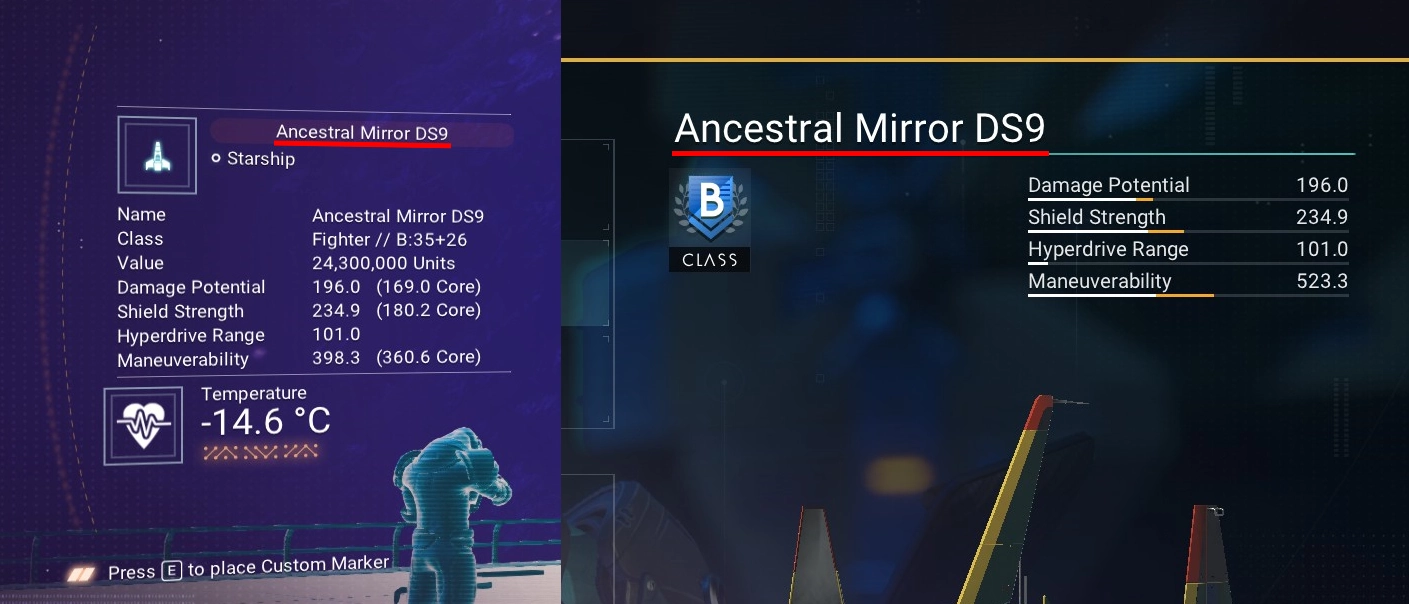 Ancestral Mirror DS9
Starship
Name Ancestral Mirror DS9
Class Fighter // B:35+26
Value 24,300,000 Units
Damage Potential 196.0 (169.0 Core)
Shield Strength 234.9 (180.2 Core)
Hyperdrive Range 101.0
Maneuverability 398.3 (360.6 Core)
Temperature
-14.6 °C
Press E to place Custom Marker
Ancestral Mirror DS9
B
CLASS
Damage Potential 196.0
Shield Strength 234.9
Hyperdrive Range 101.0
Maneuverability 523.3